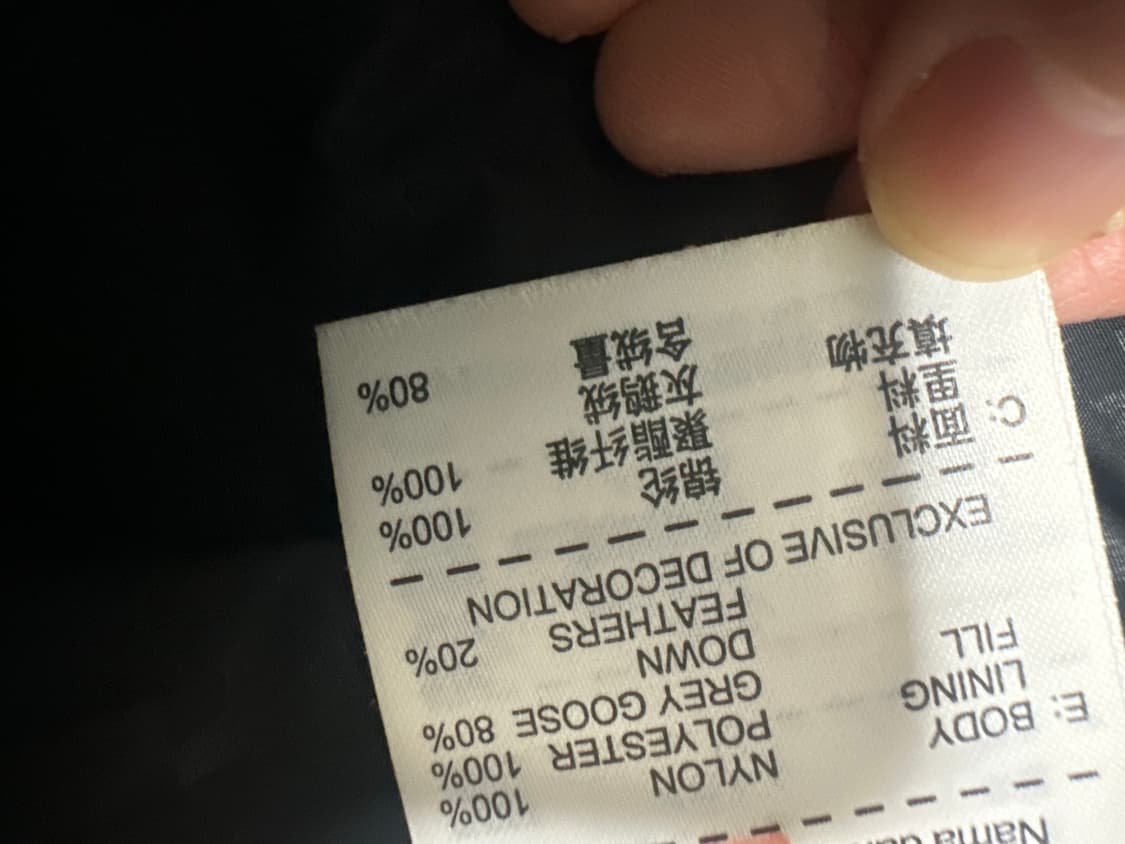 Nama
E: BODY NYLON 100%
LINING POLYESTER 100%
FILL GREY GOOSE 80%
DOWN
FEATHERS 20%
EXCLUSIVE OF DECORATION
C: 面料 锦纶 100%
里料 聚酯纤维 100%
填充物 灰鹅绒
含绒量 80%